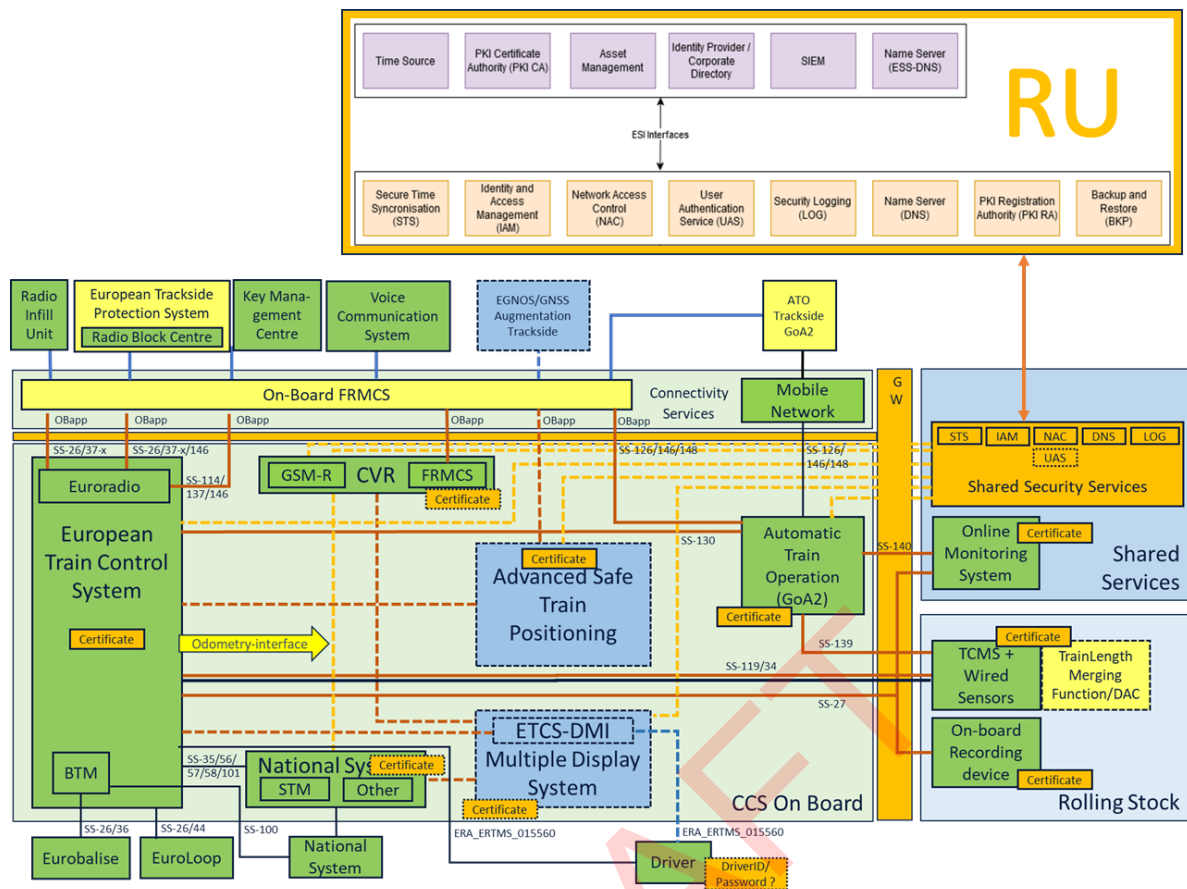 Time Source
PKI Certificate
Authority (PKI CA)
Asset
Management
Identity Provider /
Corporate
Directory
SIEM
Name Server
(ESS-DNS)
RU
ESI Interfaces
Secure Time
Syncronisation
(STS)
Identity and
Access
Management
(IAM)
Network Access
Control
(NAC)
User
Authentication
Service (UAS)
Security Logging
(LOG)
Name Server
(DNS)
PKI Registration
Authority (PKI RA)
Backup and
Restore
(BKP)
Radio
Infill
Unit
European Trackside
Protection System
Radio Block Centre
Key Mana-
gement
Centre
Voice
Communication
System
EGNOS/GNSS
Augmentation
Trackside
ATO
Trackside
GoA2
On-Board FRMCS
Connectivity
Services
Mobile
Network
G
W
OBapp
OBapp
OBapp
OBapp
OBapp
OBapp
SS-26/37-x
SS-26/37-x/146
SS-126/146/148
SS-126/
146/148
STS
IAM
NAC
DNS
LOG
UAS
Shared Security Services
Euroradio
SS-114/
137/146
GSM-R
CVR
FRMCS
Certificate
European
Train Control
System
Certificate
SS-130
Certificate
Advanced Safe
Train
Positioning
Automatic
Train
Operation
(GoA2)
Certificate
SS-140
Online
Monitoring
System
Certificate
Shared
Services
Odometry-interface
SS-139
SS-119/34
SS-27
Certificate
TCMS +
Wired
Sensors
TrainLength
Merging
Function/DAC
On-board
Recording
device
Certificate
Rolling Stock
BTM
SS-35/56/
57/58/101
National Sy
Certificate
STM
Other
ETCS-DMI
Multiple Display
System
Certificate
CCS On Board
SS-26/36
SS-26/44
SS-100
ERA_ERTMS_015560
ERA_ERTMS_015560
Eurobalise
EuroLoop
National
System
Driver
DriverID/
Password ?
AFT